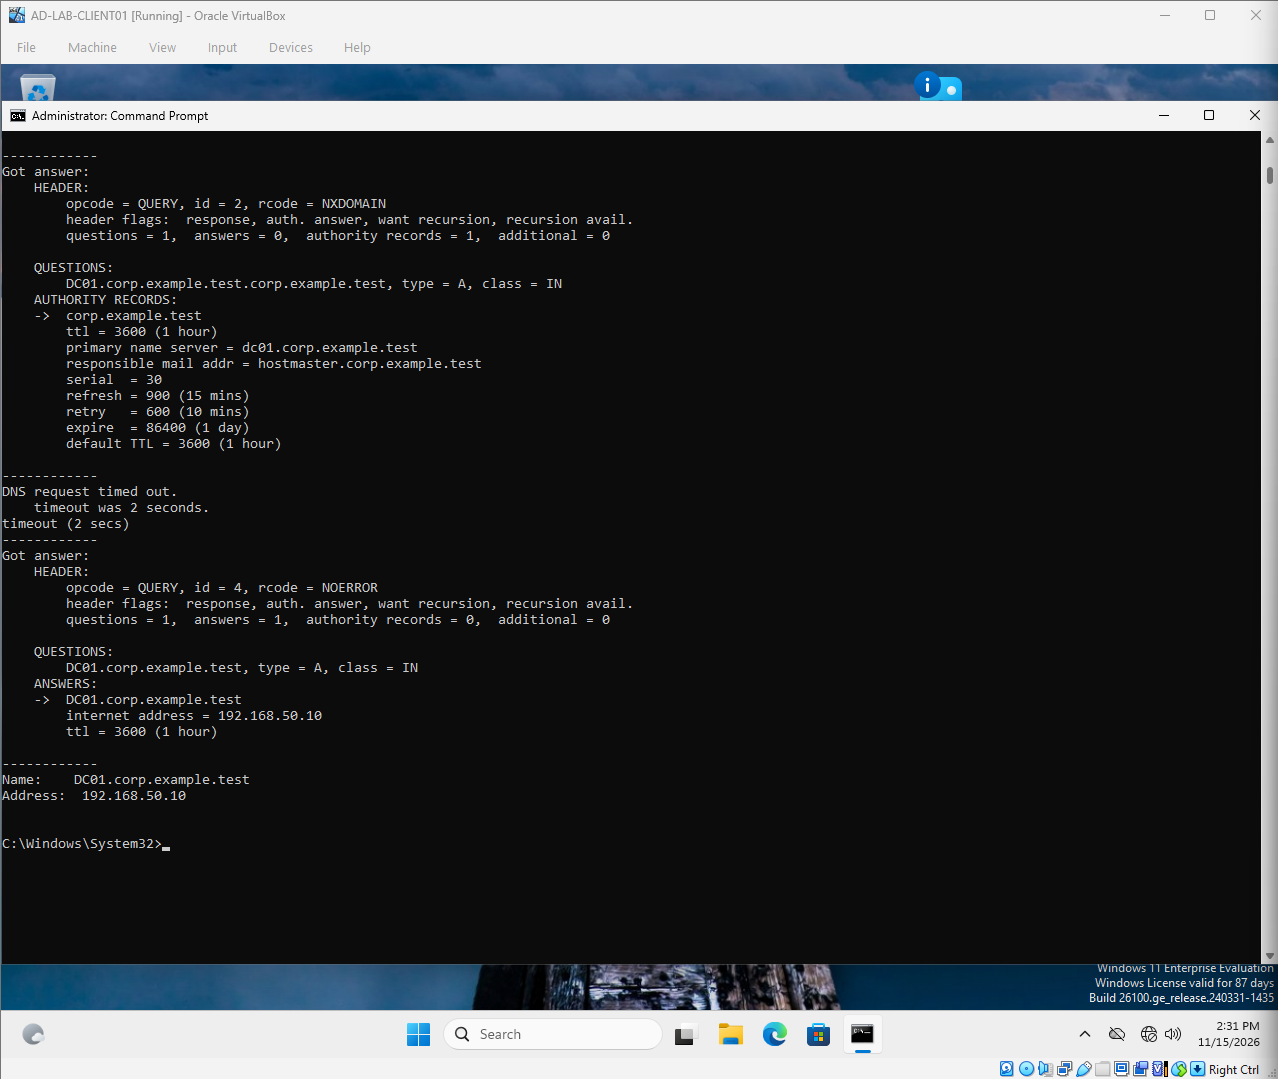 AD-LAB-CLIENT01 [Running] - Oracle VirtualBox
File Machine View Input Devices Help
Administrator: Command Prompt
------------
Got answer:
    HEADER:
        opcode = QUERY, id = 2, rcode = NXDOMAIN
        header flags:  response, auth. answer, want recursion, recursion avail.
        questions = 1,  answers = 0,  authority records = 1,  additional = 0

    QUESTIONS:
        DC01.corp.example.test.corp.example.test, type = A, class = IN
    AUTHORITY RECORDS:
    ->  corp.example.test
        ttl = 3600 (1 hour)
        primary name server = dc01.corp.example.test
        responsible mail addr = hostmaster.corp.example.test
        serial  = 30
        refresh = 900 (15 mins)
        retry   = 600 (10 mins)
        expire  = 86400 (1 day)
        default TTL = 3600 (1 hour)

------------
DNS request timed out.
    timeout was 2 seconds.
timeout (2 secs)
------------
Got answer:
    HEADER:
        opcode = QUERY, id = 4, rcode = NOERROR
        header flags:  response, auth. answer, want recursion, recursion avail.
        questions = 1,  answers = 1,  authority records = 0,  additional = 0

    QUESTIONS:
        DC01.corp.example.test, type = A, class = IN
    ANSWERS:
    ->  DC01.corp.example.test
        internet address = 192.168.50.10
        ttl = 3600 (1 hour)

------------
Name:    DC01.corp.example.test
Address:  192.168.50.10

C:\Windows\System32>
Windows 11 Enterprise Evaluation
Windows License valid for 87 days
Build 26100.ge_release.240331-1435
Search
2:31 PM
11/15/2026
Right Ctrl